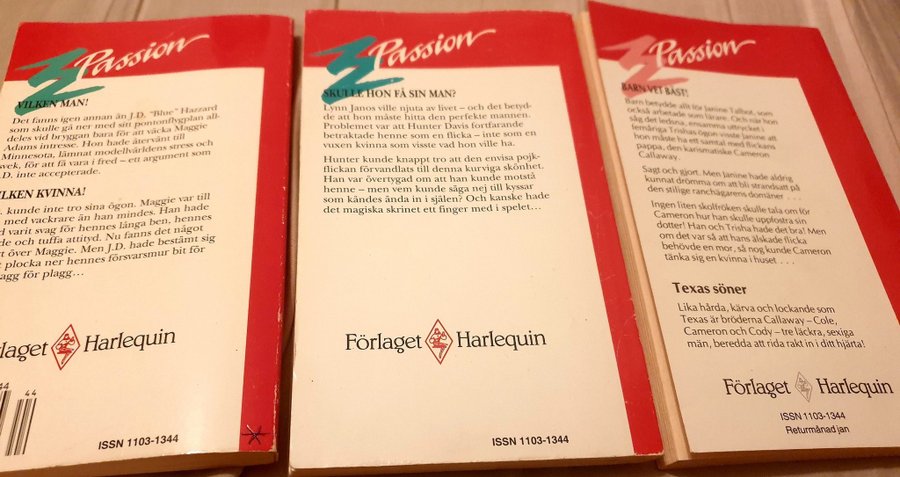 Passion
VILKEN MAN!
Det fanns igen annan än J.D. "Blue" Hazzard
som skulle gå ner med sitt pontonflygplan all-
deles vid bryggan bara för att väcka Maggie
Adams intresse. Hon hade återvänt till
Minnesota, lämnat modellvärldens stress och
svek, för att få vara i fred – ett argument som
J.D. inte accepterade.
ILKEN KVINNA!
kunde inte tro sina ögon. Maggie var till
med vackrare än han mindes. Han hade
varit svag för hennes långa ben, hennes
de och tuffa attityd. Nu fanns det något
t över Maggie. Men J.D. hade bestämt sig
t plocka ner hennes försvarsmur bit för
agg för plagg...
laget Harlequin
44
44
ISSN 1103-1344
Passion
SKULLE HON FÅ SIN MAN?
Lynn Janos ville njuta av livet – och det betyd-
de att hon måste hitta den perfekte mannen.
Problemet var att Hunter Davis fortfarande
betraktade henne som en flicka – inte som en
vuxen kvinna som visste vad hon ville ha.
Hunter kunde knappt tro att den envisa pojk-
flickan förvandlats till denna kurviga skönhet.
Han var övertygad om att han kunde motstå
henne – men vem kunde säga nej till kyssar
som kändes ända in i själen? Och kanske hade
det magiska skrinet ett finger med i spelet...
Förlaget Harlequin
ISSN 1103-1344
Passion
BARN VET BÄST!
Barn betydde allt för Janine Talbot, som
också arbetade som lärare. Och när hon
såg det ledsna, ensamma uttrycket i
femåriga Trishas ögon visste Janine att
hon måste ha ett samtal med flickans
pappa, den karismatiske Cameron
Callaway.
Sagt och gjort. Men Janine hade aldrig
kunnat drömma om att bli strandsatt på
den stilige ranchägarens domäner . . .
Ingen liten skolfröken skulle tala om för
Cameron hur han skulle uppfostra sin
dotter! Han och Trisha hade det bra! Men
om det var så att hans älskade flicka
behövde en mor, så nog kunde Cameron
tänka sig en kvinna i huset . . .
Texas söner
Lika hårda, kärva och lockande som
Texas är bröderna Callaway – Cole,
Cameron och Cody – tre läckra, sexiga
män, beredda att rida rakt in i ditt hjärta!
Förlaget Harlequin
ISSN 1103-1344
Returmånad jan